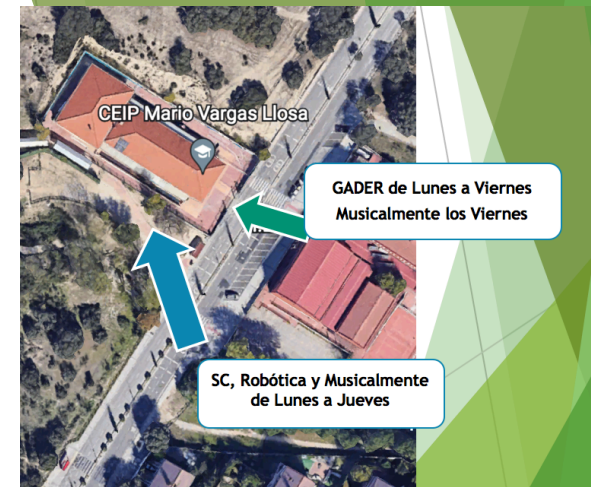 CEIP Mario Vargas Llosa
GADER de Lunes a Viernes
Musicalmente los Viernes
SC, Robótica y Musicalmente
de Lunes a Jueves